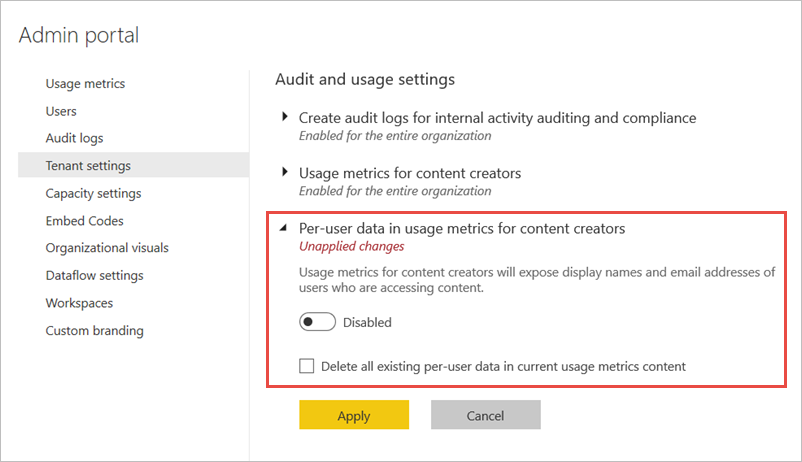 Admin portal
Usage metrics
Users
Audit logs
Tenant settings
Capacity settings
Embed Codes
Organizational visuals
Dataflow settings
Workspaces
Custom branding
Audit and usage settings
Create audit logs for internal activity auditing and compliance
Enabled for the entire organization
Usage metrics for content creators
Enabled for the entire organization
Per-user data in usage metrics for content creators
Unapplied changes
Usage metrics for content creators will expose display names and email addresses of
users who are accessing content.
Disabled
Delete all existing per-user data in current usage metrics content
Apply
Cancel